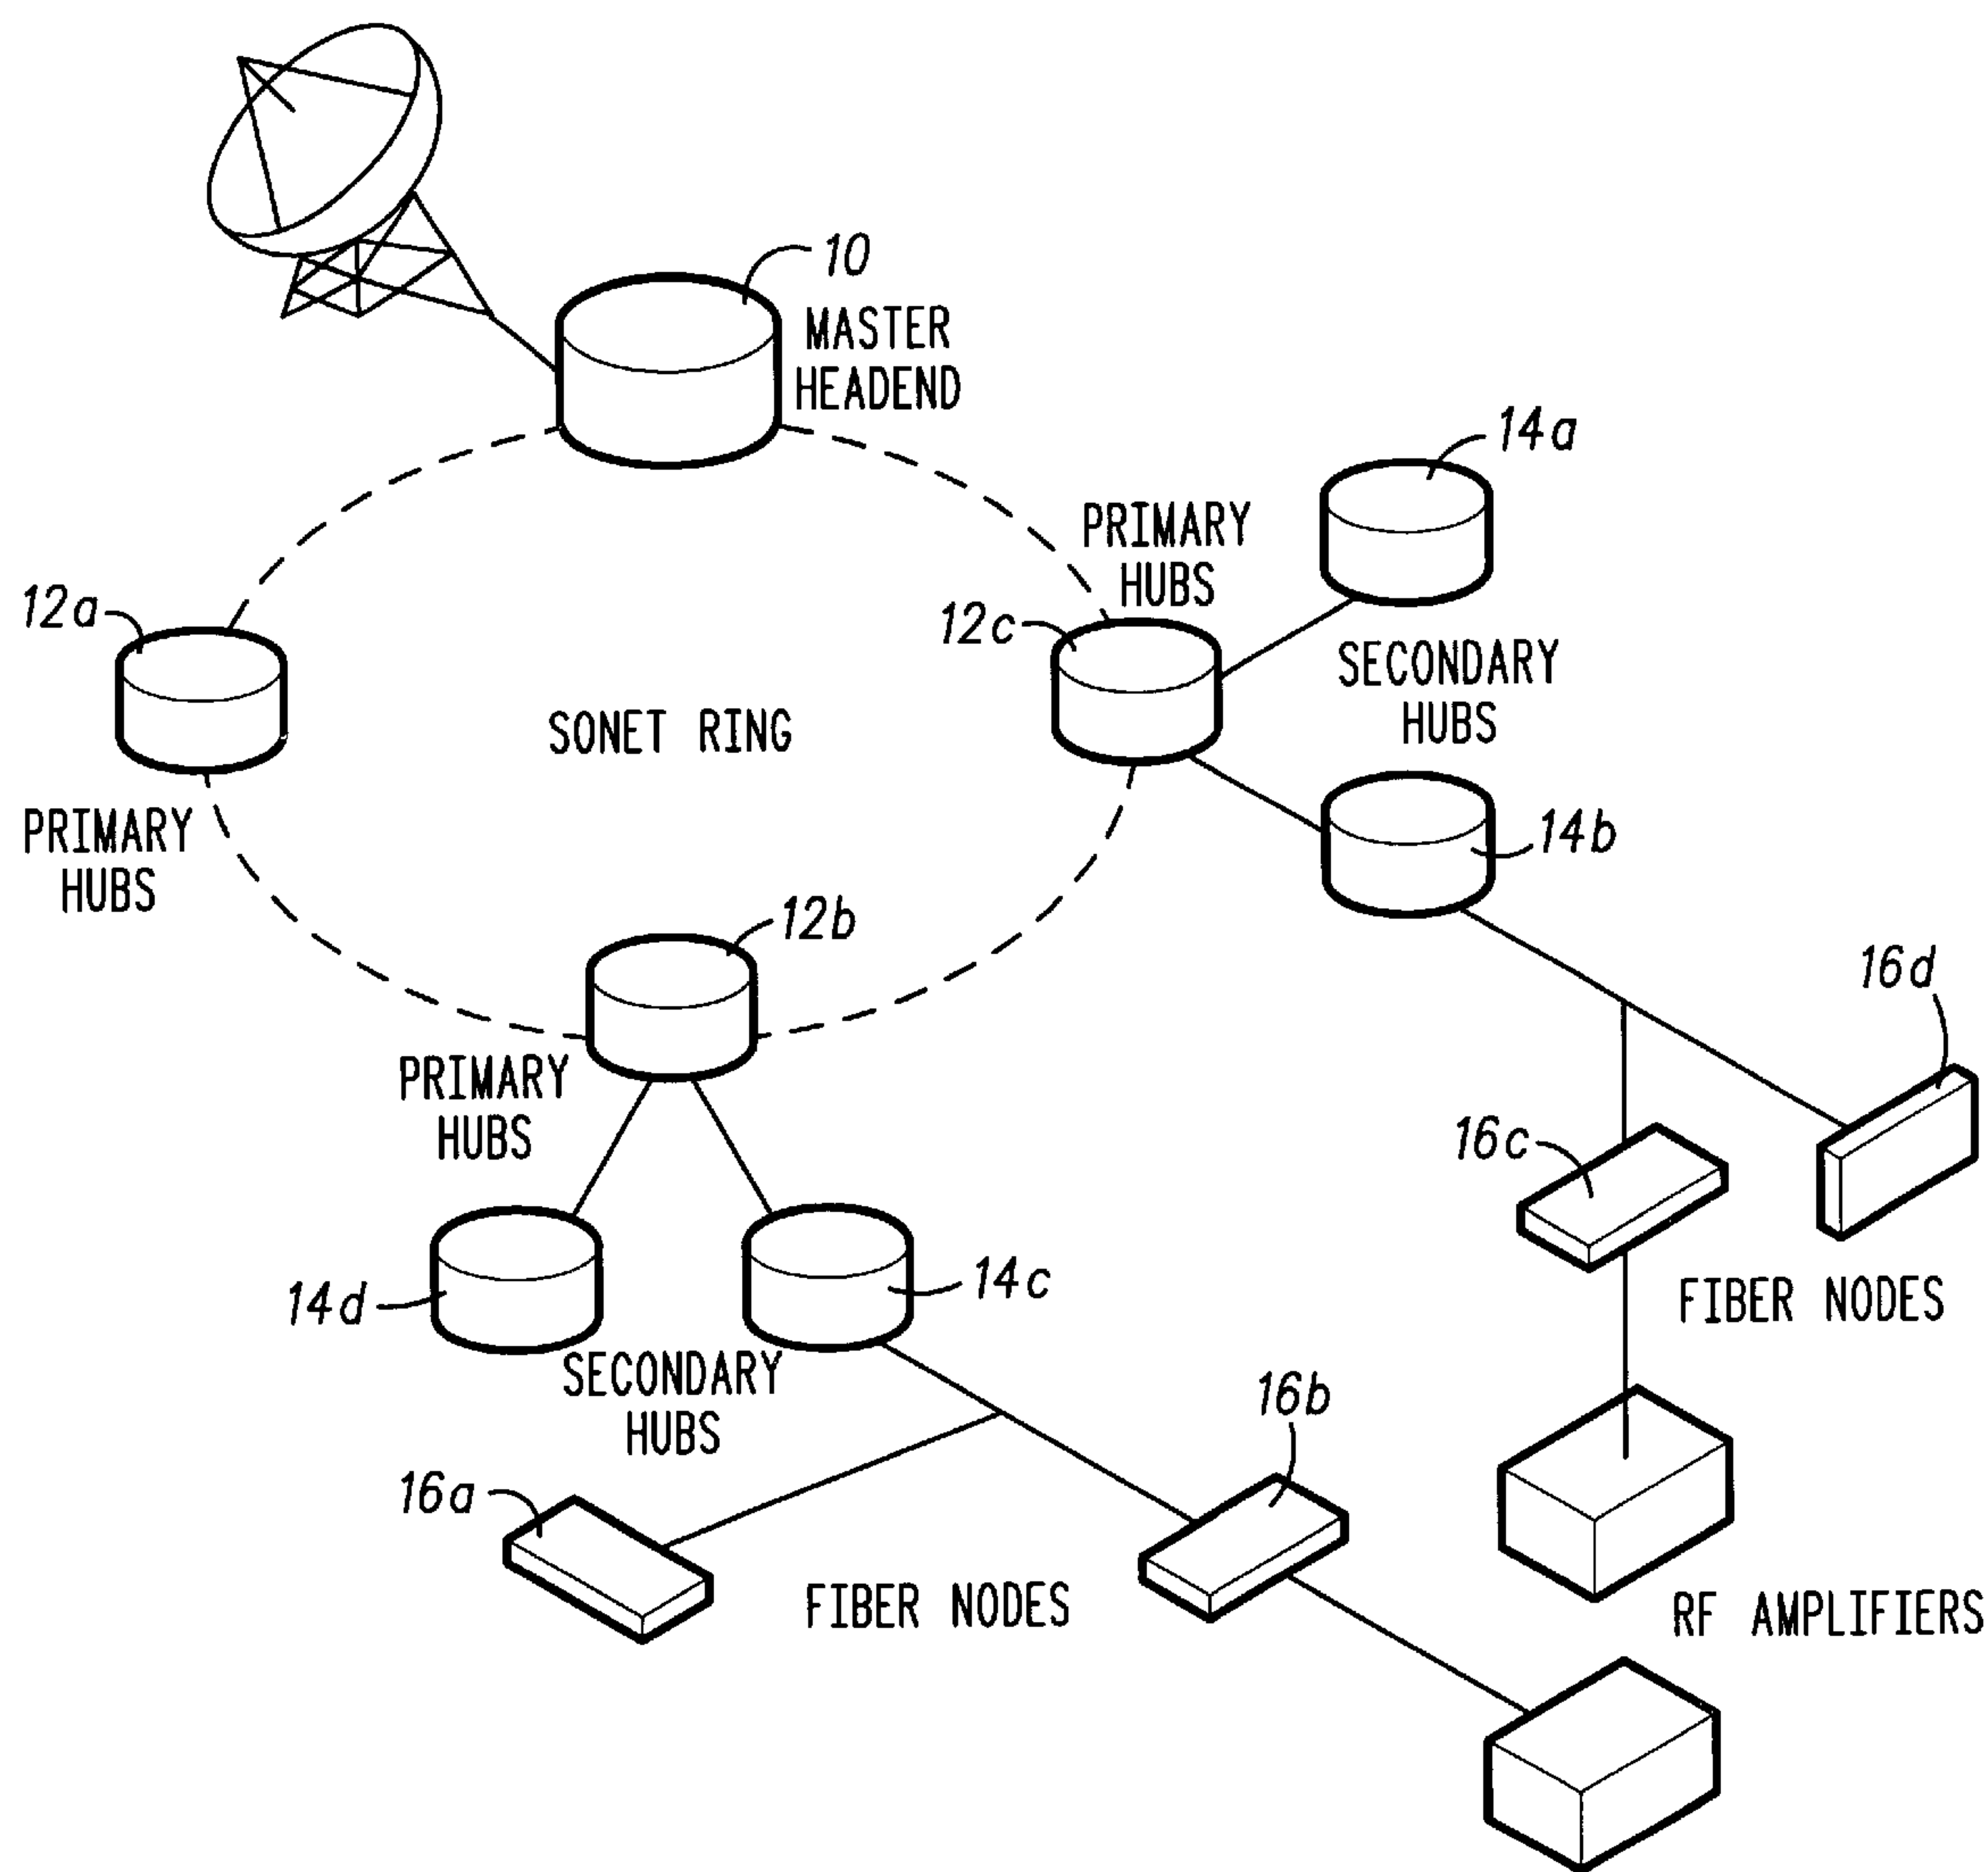 10
MASTER
HEADEND
14a
PRIMARY
HUBS
12a
12c
SECONDARY
HUBS
SONET RING
PRIMARY
HUBS
14b
12b
16d
PRIMARY
HUBS
16c
14d
14c
FIBER NODES
SECONDARY
HUBS
16b
16a
FIBER NODES
RF AMPLIFIERS